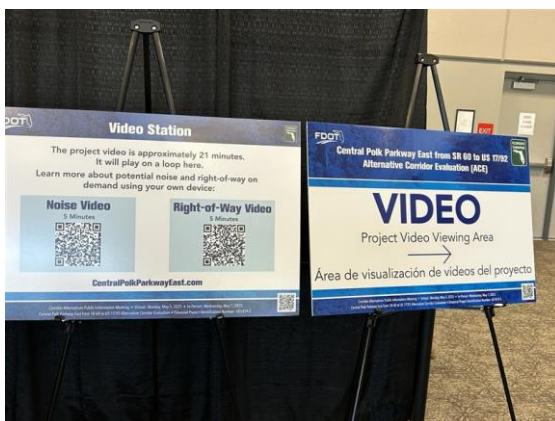 FDOT
Video Station
The project video is approximately 21 minutes.
It will play on a loop here.
Learn more about potential noise and right-of-way on
demand using your own device:
Noise Video
5 Minutes
Right-of-Way Video
5 Minutes
CentralPolkParkwayEast.com
FDOT
Central Polk Parkway East from SR 60 to US 17/92
Alternative Corridor Evaluation (ACE)
VIDEO
Project Video Viewing Area
Área de visualización de vídeos del proyecto
EXIT